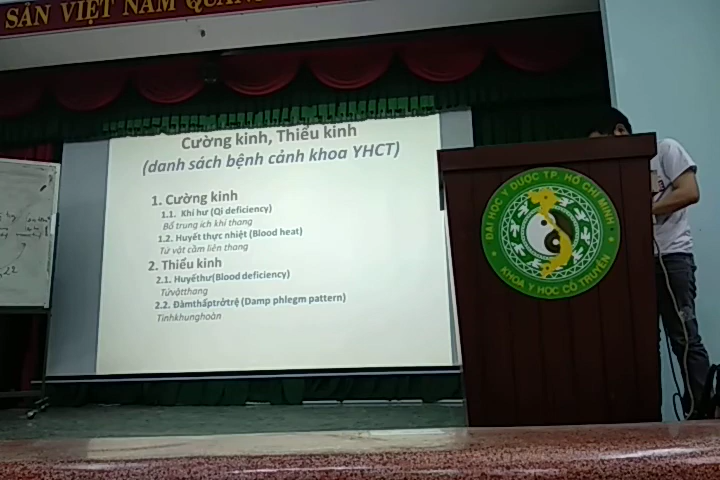 SẢN VIỆT NAM QUANG
Cường kinh, Thiểu kinh
(danh sách bệnh cảnh khoa YHCT)
1. Cường kinh
1.1. Khí hư (Qi deficiency)
Bổ trung ích khí thang
1.2. Huyết thực nhiệt (Blood heat)
Tứ vật cầm liên thang
2. Thiểu kinh
2.1. Huyếthư(Blood deficiency)
Tứvậtthang
2.2. Đàmthấptrởtrệ (Damp phlegm pattern)
Tinhkhunghoàn
ĐẠI HỌC Y DƯỢC TP. HỒ CHÍ MINH
KHOA Y HỌC CỔ TRUYỀN